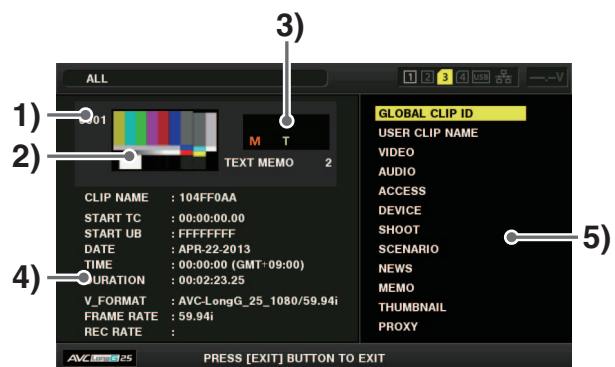 3)
ALL 1 2 3 4 USB --.-V
1) 0001
2) M T
TEXT MEMO 2
GLOBAL CLIP ID
USER CLIP NAME
VIDEO
AUDIO
ACCESS
DEVICE
SHOOT
SCENARIO
NEWS
MEMO
THUMBNAIL
PROXY
5)
CLIP NAME : 104FF0AA
START TC : 00:00:00.00
START UB : FFFFFFFF
DATE : APR-22-2013
TIME : 00:00:00 (GMT+09:00)
4) DURATION : 00:02:23.25
V_FORMAT : AVC-LongG_25_1080/59.94i
FRAME RATE : 59.94i
REC RATE :
AVC LongG 25 PRESS [EXIT] BUTTON TO EXIT